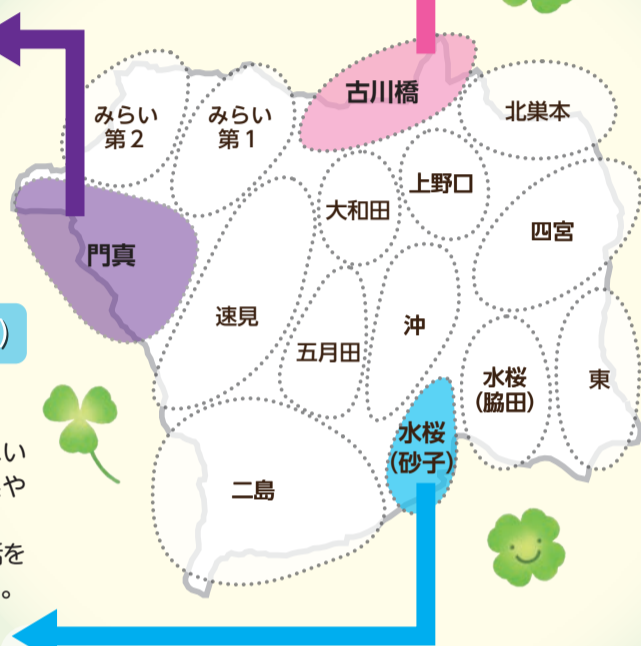 みらい
第２
みらい
第１
古川橋
北巣本
門真
大和田
上野口
四宮
速見
五月田
沖
水桜
（脇田）
東
）
水桜
（砂子）
二島
い
や
を
。